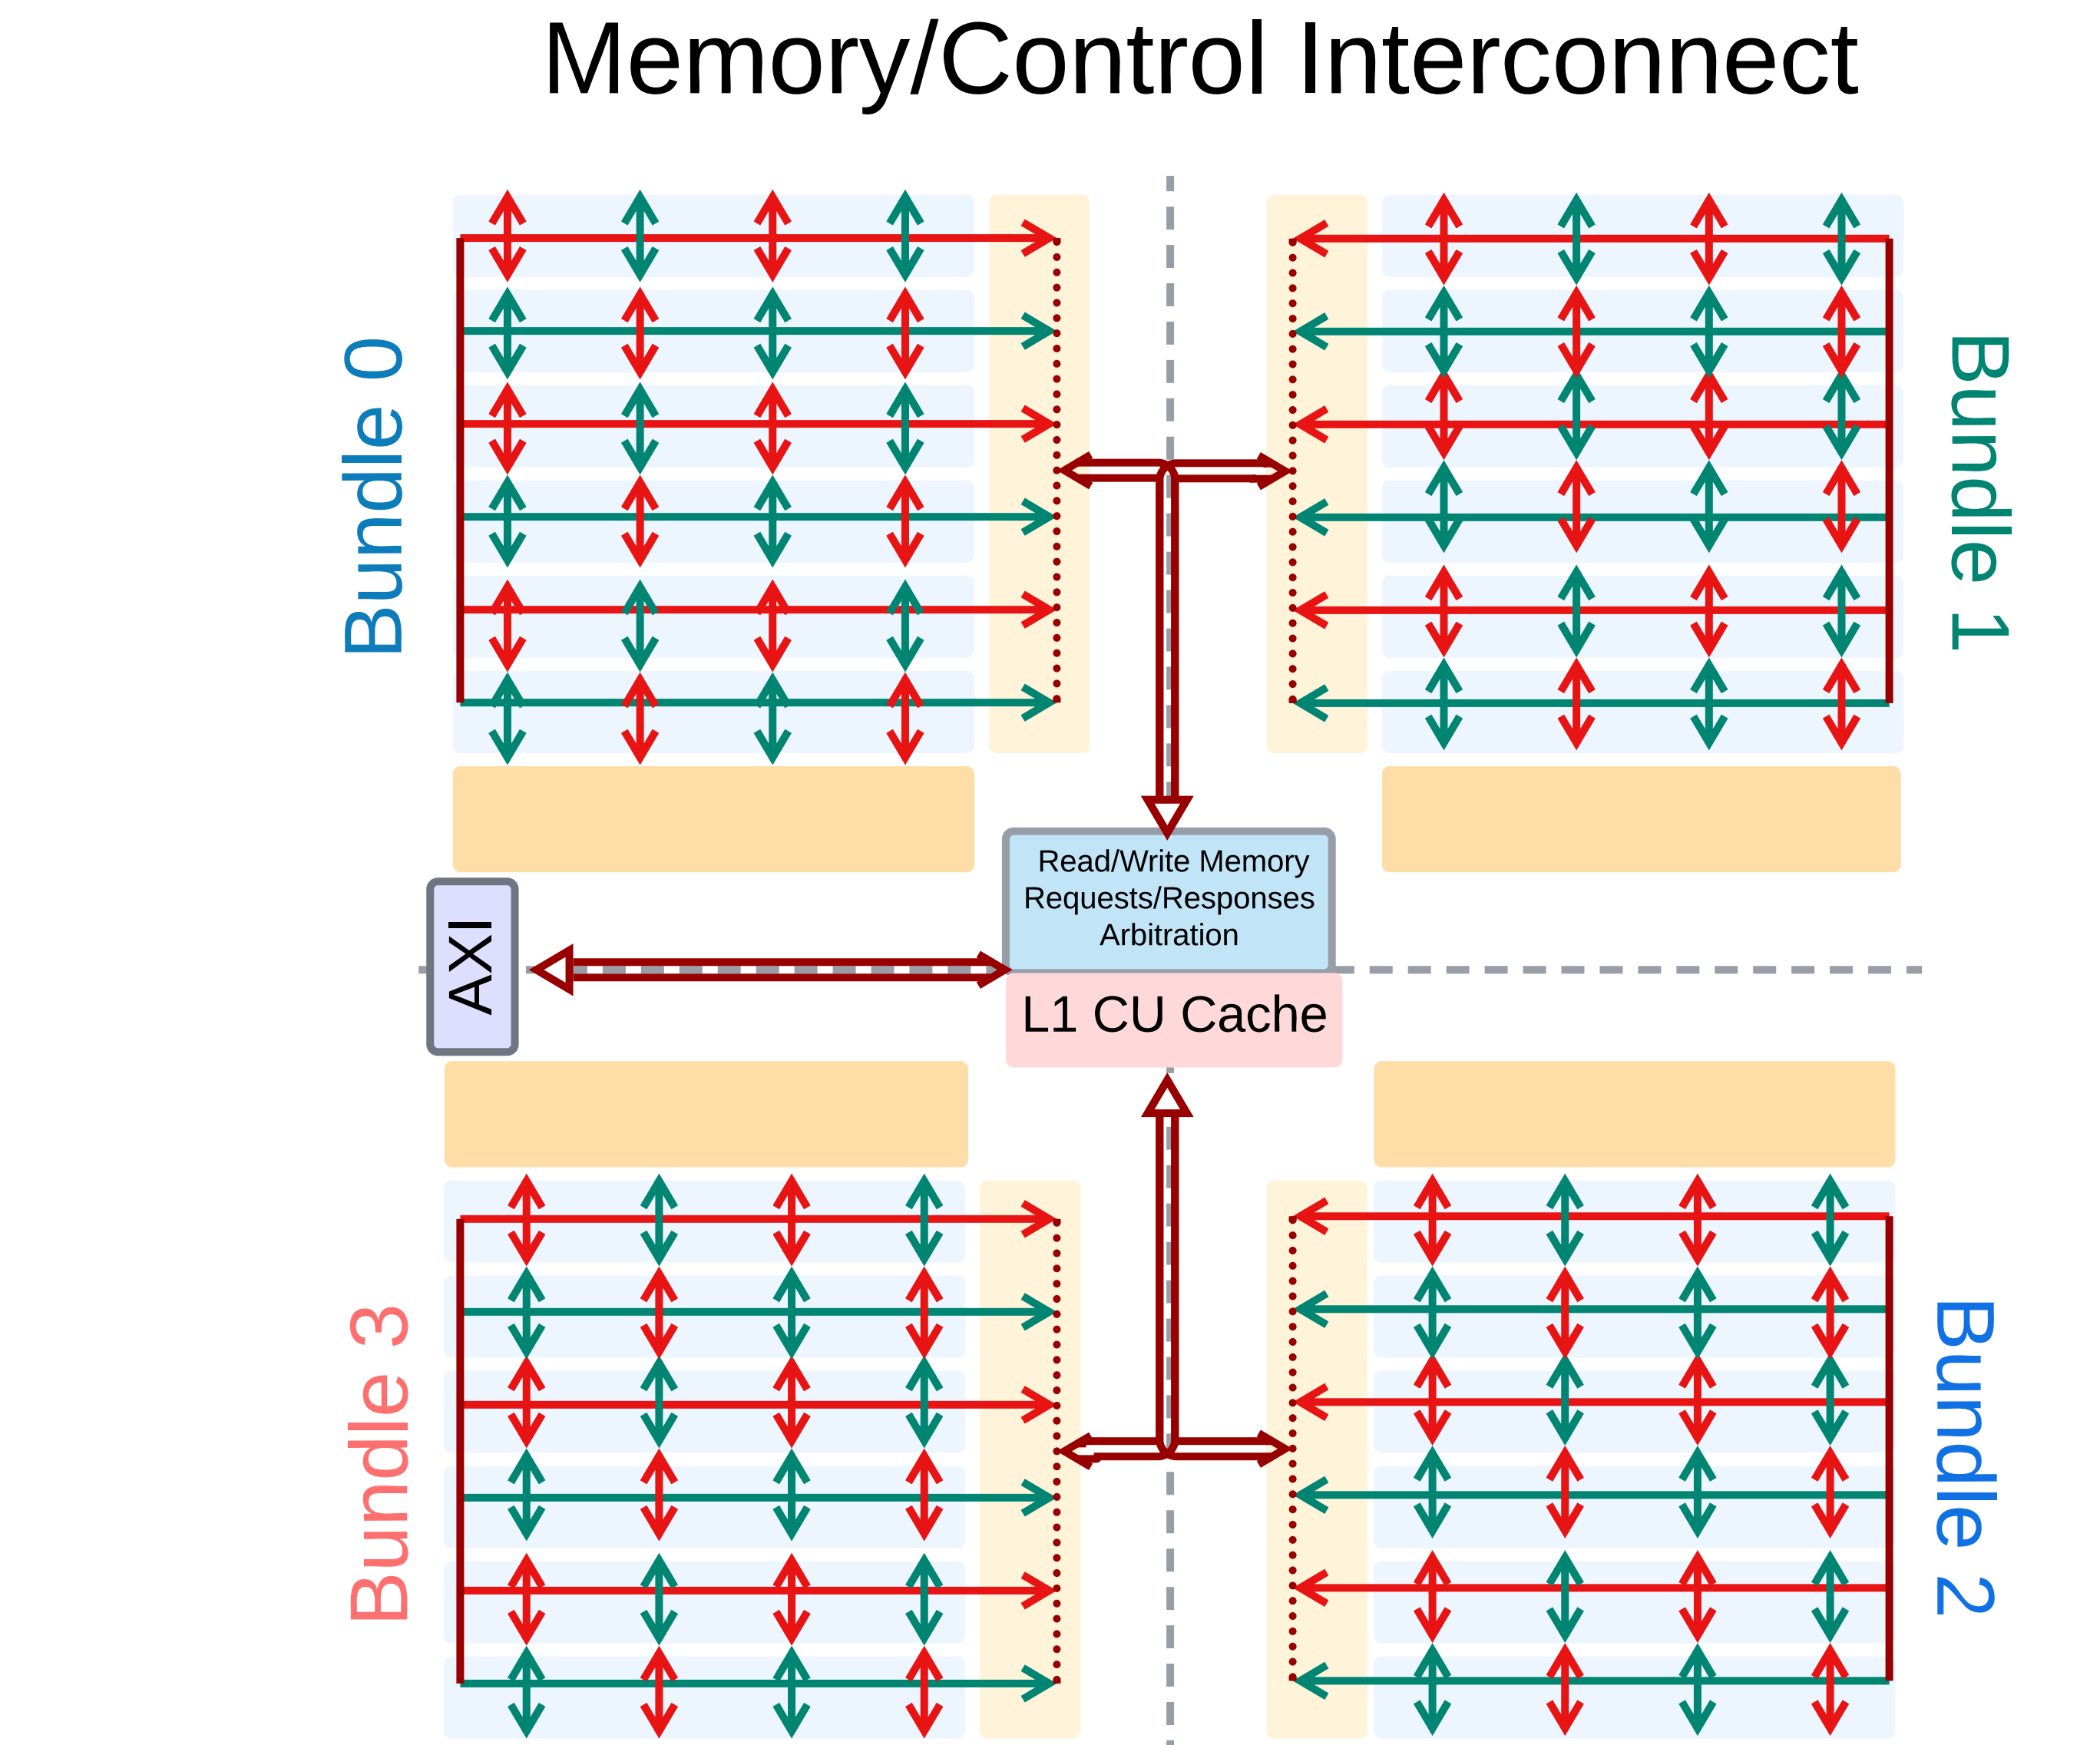 Memory/Control Interconnect
Bundle 0
Bundle 1
Read/Write Memory
Requests/Responses
Arbitration
AXI
L1 CU Cache
Bundle 3
Bundle 2